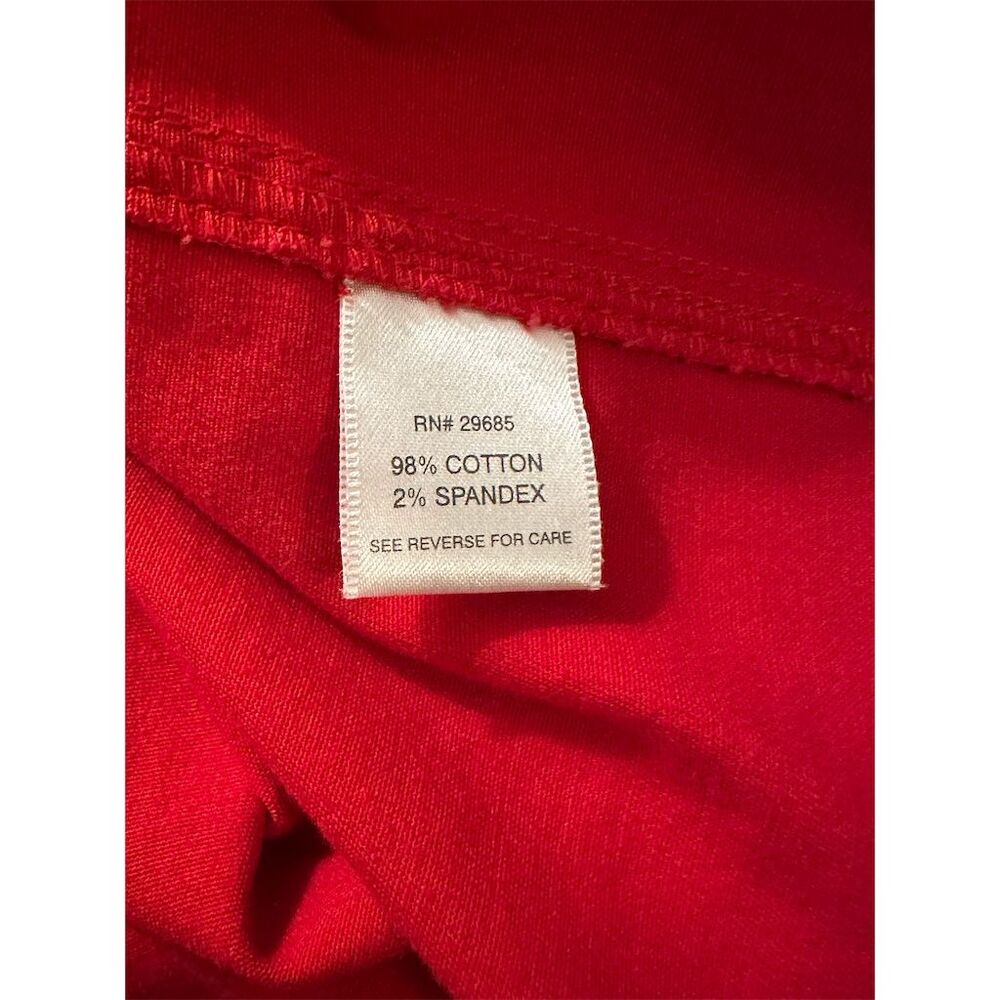 RN# 29685
98% COTTON
2% SPANDEX
SEE REVERSE FOR CARE